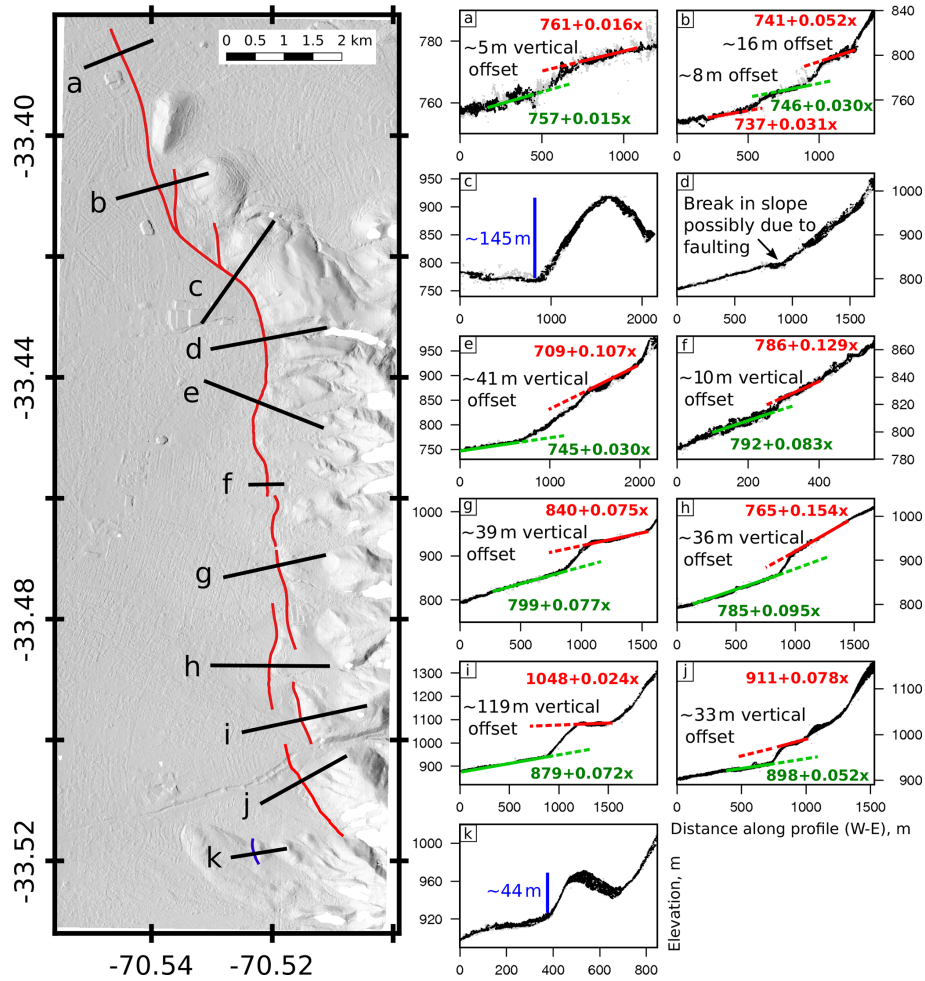 0 0.5 1 1.5 2 km
a
b
c
d
e
f
g
h
i
j
k
-33.40
-33.44
-33.48
-33.52
-70.54 -70.52
a
761+0.016x
~5 m vertical
offset
757+0.015x
780
760
0 500 1000
b
741+0.052x
~16 m offset
~8 m offset
746+0.030x
737+0.031x
840
800
760
0 1000
c
~145 m
950
900
850
800
750
0 1000 2000
d
Break in slope
possibly due to
faulting
1000
900
800
0 500 1000 1500
e
709+0.107x
~41 m vertical
offset
745+0.030x
950
900
850
800
750
0 1000 2000
f
786+0.129x
~10 m vertical
offset
792+0.083x
860
840
820
800
780
0 200 400
g
840+0.075x
~39 m vertical
offset
799+0.077x
1000
900
800
0 500 1000 1500
h
765+0.154x
~36 m vertical
offset
785+0.095x
1000
900
800
0 500 1000 1500
i
1048+0.024x
~119 m vertical
offset
879+0.072x
1300
1200
1100
1000
900
0 500 1000 1500
j
911+0.078x
~33 m vertical
offset
898+0.052x
1100
1000
900
0 500 1000 1500
k
~44 m
1000
960
920
0 200 400 600 800
Distance along profile (W-E), m
Elevation, m